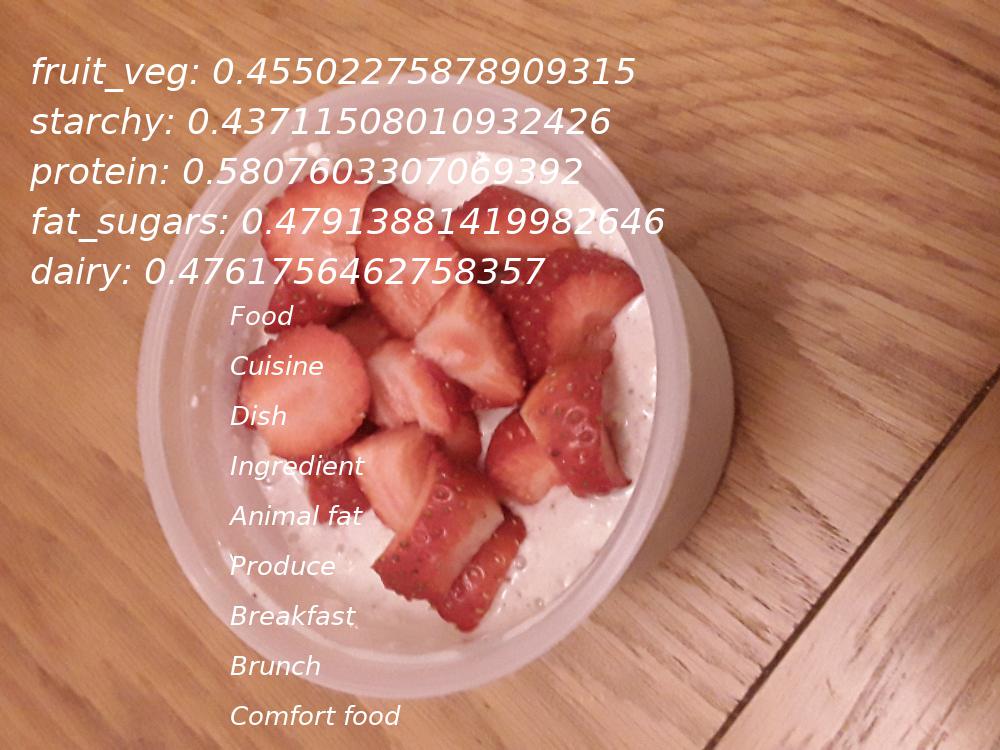 fruit_veg: 0.45502275878909315
starchy: 0.43711508010932426
protein: 0.5807603307069392
fat_sugars: 0.47913881419982646
dairy: 0.4761756462758357
Food
Cuisine
Dish
Ingredient
Animal fat
Produce
Breakfast
Brunch
Comfort food